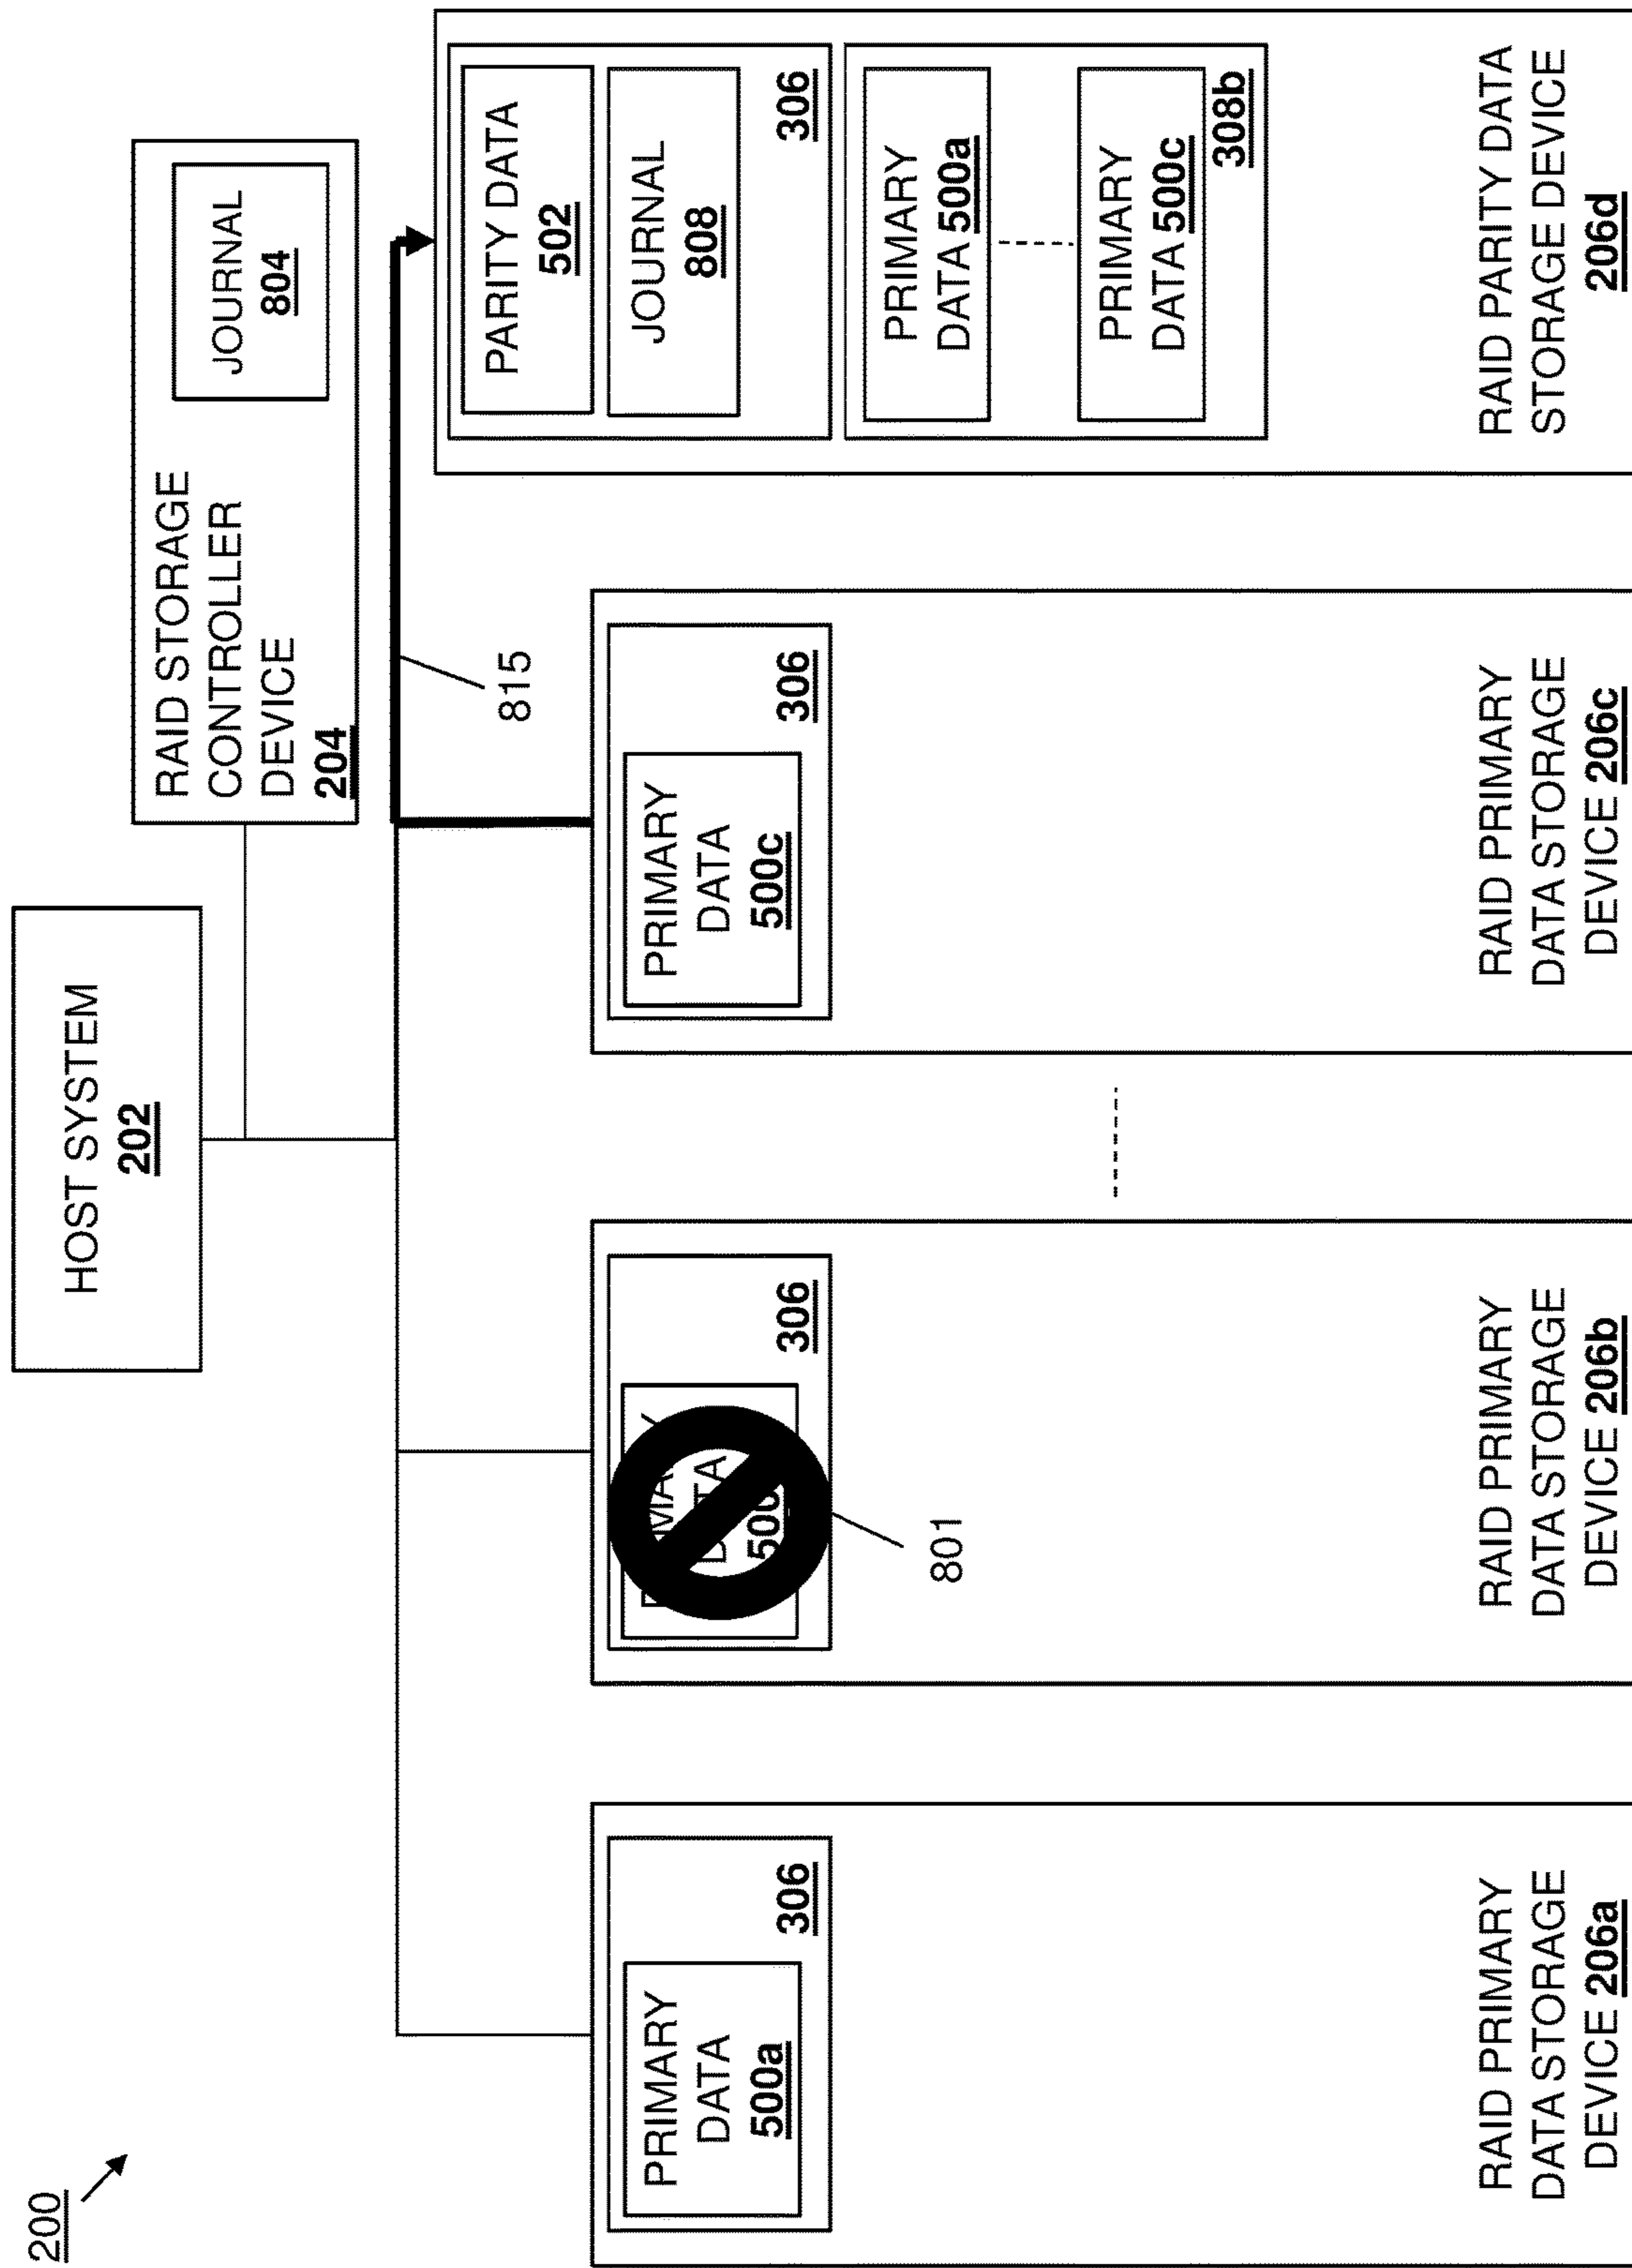 200
HOST SYSTEM
202
RAID STORAGE
CONTROLLER
DEVICE
204
JOURNAL
804
815
PRIMARY
DATA
500a
306
RAID PRIMARY
DATA STORAGE
DEVICE 206a
306
801
RAID PRIMARY
DATA STORAGE
DEVICE 206b
PRIMARY
DATA
500c
306
RAID PRIMARY
DATA STORAGE
DEVICE 206c
PARITY DATA
502
JOURNAL
808
306
PRIMARY
DATA 500a
PRIMARY
DATA 500c
308b
RAID PARITY DATA
STORAGE DEVICE
206d